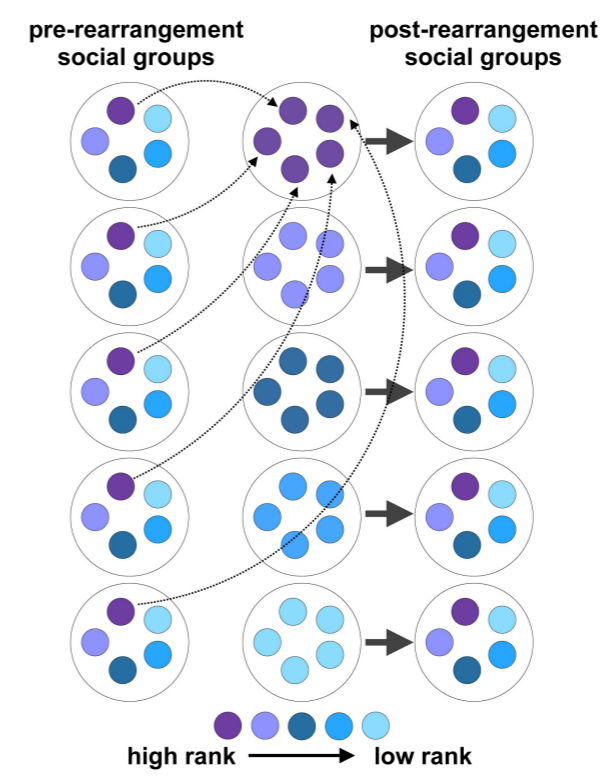 pre-rearrangement
social groups
post-rearrangement
social groups
high rank
low rank